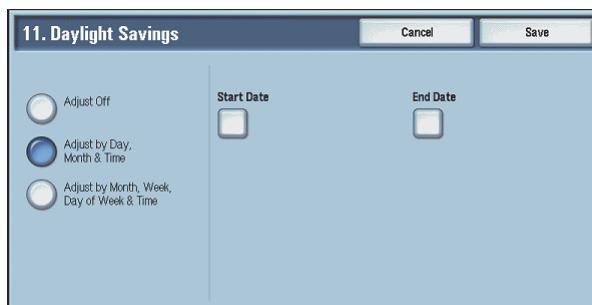 11. Daylight Savings
Cancel
Save
Adjust Off
Adjust by Day,
Month & Time
Adjust by Month, Week,
Day of Week & Time
Start Date
End Date